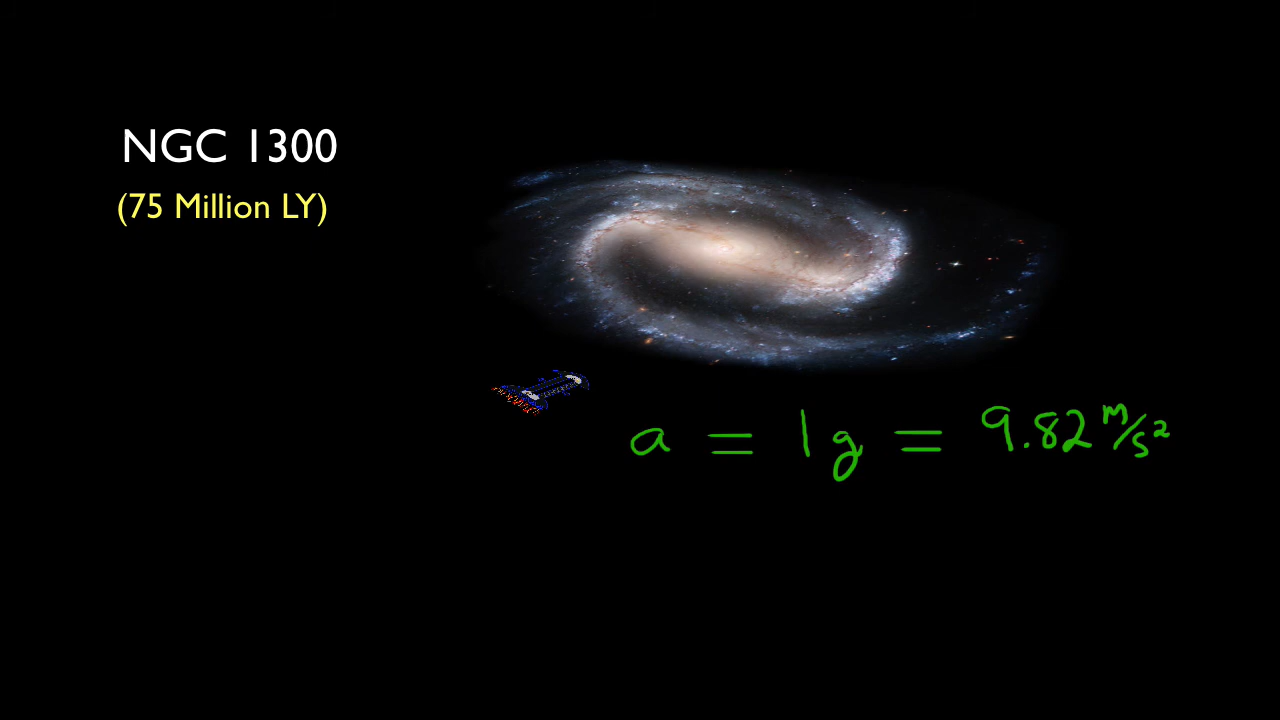 NGC 1300
(75 Million LY)
a = 1g = 9.82 m/s²